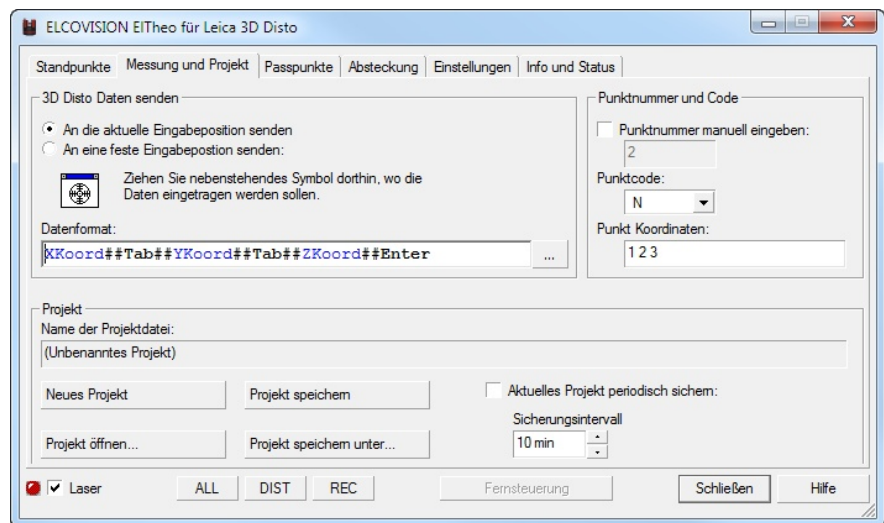 ELCOVISION ElTheo für Leica 3D Disto
Standpunkte Messung und Projekt Passpunkte Absteckung Einstellungen Info und Status
3D Disto Daten senden
An die aktuelle Eingabeposition senden
An eine feste Eingabepostion senden:
Ziehen Sie nebenstehendes Symbol dorthin, wo die
Daten eingetragen werden sollen.
Datenformat:
XKoord##Tab##YKoord##Tab##ZKoord##Enter
...
Punktnummer und Code
Punktnummer manuell eingeben:
2
Punktcode:
N
Punkt Koordinaten:
1 2 3
Projekt
Name der Projektdatei:
(Unbenanntes Projekt)
Neues Projekt
Projekt speichern
Projekt öffnen...
Projekt speichern unter...
Aktuelles Projekt periodisch sichern:
Sicherungsintervall
10 min
Laser
ALL
DIST
REC
Fernsteuerung
Schließen
Hilfe